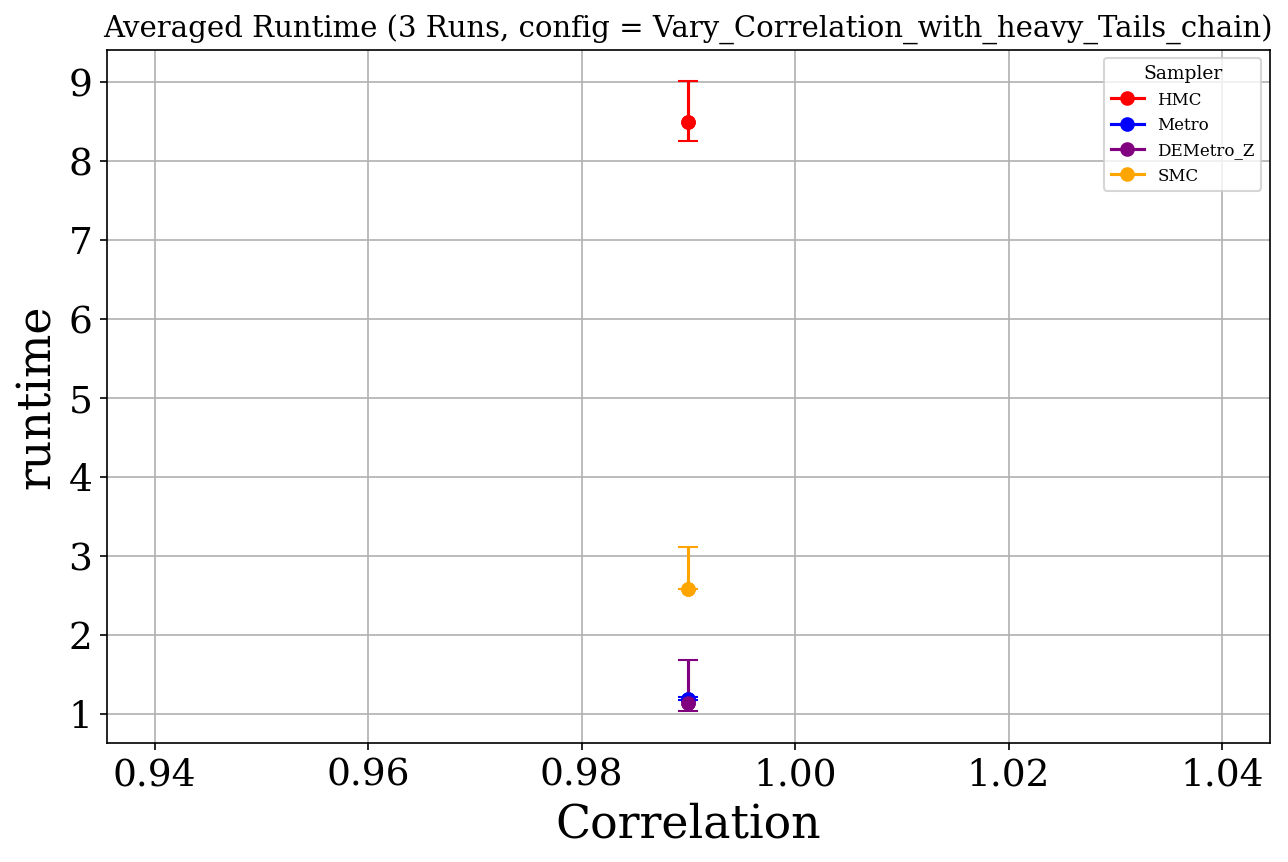 Averaged Runtime (3 Runs, config = Vary_Correlation_with_heavy_Tails_chain)
Sampler
HMC
Metro
DEMetro_Z
SMC
9
8
7
6
5
4
3
2
1
runtime
0.94 0.96 0.98 1.00 1.02 1.04
Correlation